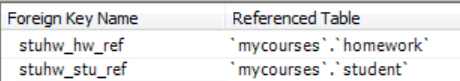 Foreign Key Name Referenced Table
stuhw_hw_ref `mycourses`.`homework`
stuhw_stu_ref `mycourses`.`student`